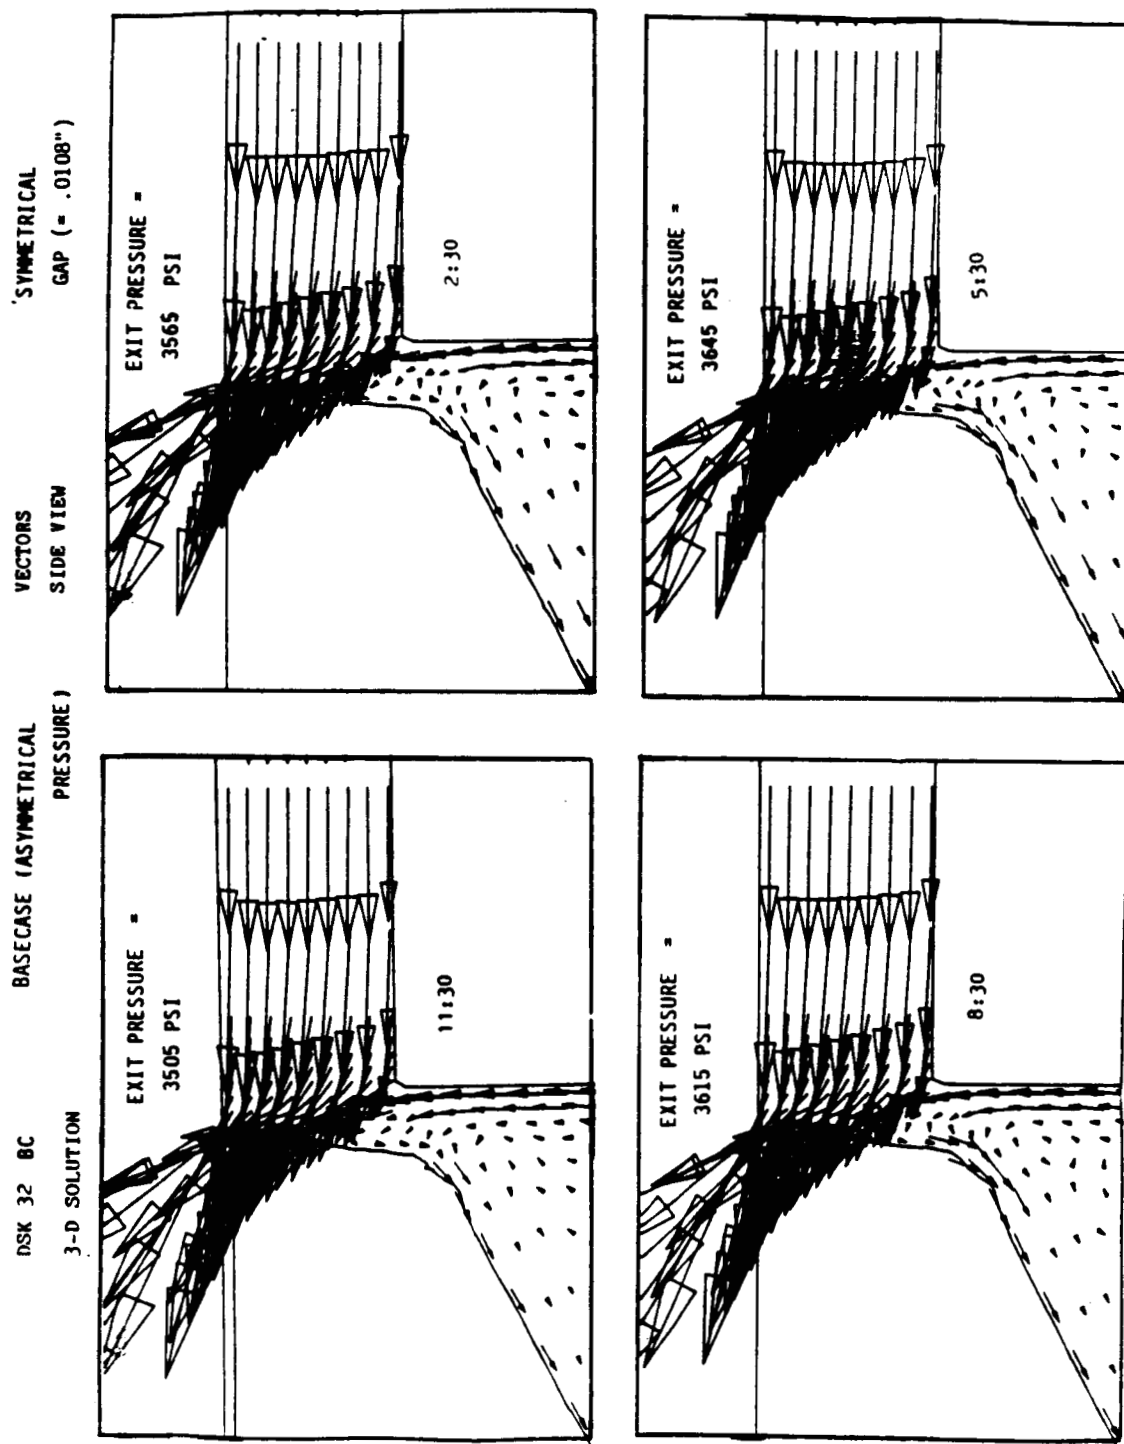 DSK 32 BC BASECASE (ASYMMETRICAL VECTORS 'SYMMETRICAL
3-D SOLUTION PRESSURE) SIDE VIEW GAP (= .0108")
EXIT PRESSURE =
3505 PSI
11:30
EXIT PRESSURE =
3565 PSI
2:30
EXIT PRESSURE =
3615 PSI
8:30
EXIT PRESSURE =
3645 PSI
5:30